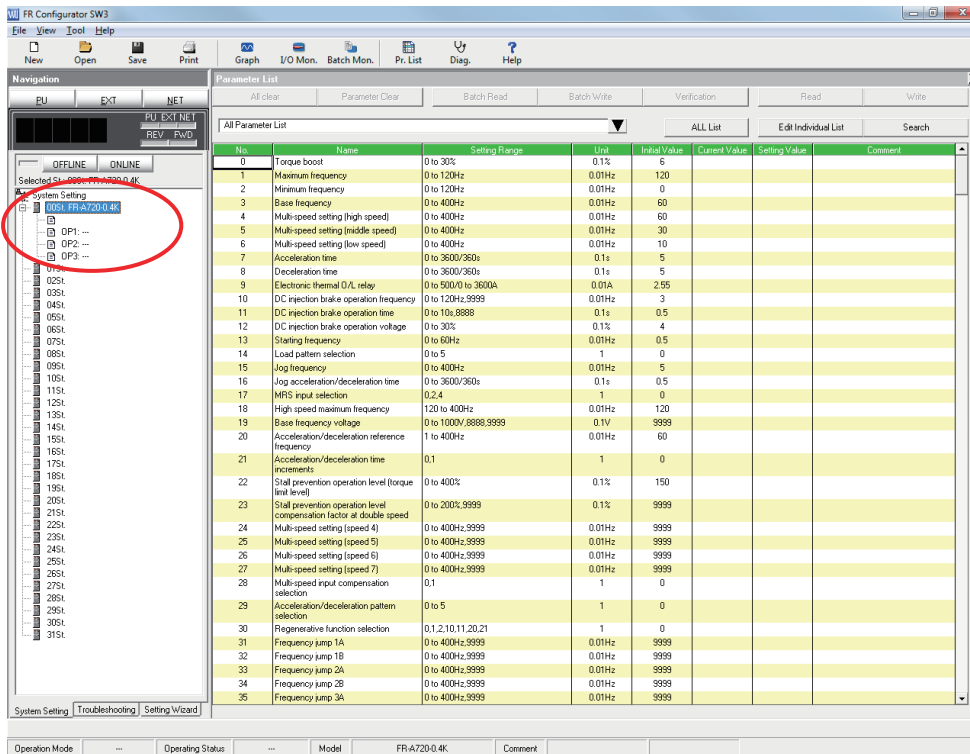 FR Configurator SW3
File View Tool Help
New Open Save Print Graph I/O Mon. Batch Mon. Pr. List Diag. Help
Navigation
PU EXT NET
PU EXT NET
REV FWD
OFFLINE ONLINE
Selected St.: 00St. FR-A720-0.4K
System Setting
00St. FR-A720-0.4K
OP1: ---
OP2: ---
OP3: ---
01St.
02St.
03St.
04St.
05St.
06St.
07St.
08St.
09St.
10St.
11St.
12St.
13St.
14St.
15St.
16St.
17St.
18St.
19St.
20St.
21St.
22St.
23St.
24St.
25St.
26St.
27St.
28St.
29St.
30St.
31St.
System Setting Troubleshooting Setting Wizard
Parameter List
All clear Parameter Clear Batch Read Batch Write Verification Read Write
All Parameter List ALL List Edit Individual List Search
No. Name Setting Range Unit Initial Value Current Value Setting Value Comment
0 Torque boost 0 to 30% 0.1% 6
1 Maximum frequency 0 to 120Hz 0.01Hz 120
2 Minimum frequency 0 to 120Hz 0.01Hz 0
3 Base frequency 0 to 400Hz 0.01Hz 60
4 Multi-speed setting (high speed) 0 to 400Hz 0.01Hz 60
5 Multi-speed setting (middle speed) 0 to 400Hz 0.01Hz 30
6 Multi-speed setting (low speed) 0 to 400Hz 0.01Hz 10
7 Acceleration time 0 to 3600/360s 0.1s 5
8 Deceleration time 0 to 3600/360s 0.1s 5
9 Electronic thermal O/L relay 0 to 500/0 to 3600A 0.01A 2.55
10 DC injection brake operation frequency 0 to 120Hz,9999 0.01Hz 3
11 DC injection brake operation time 0 to 10s,8888 0.1s 0.5
12 DC injection brake operation voltage 0 to 30% 0.1% 4
13 Starting frequency 0 to 60Hz 0.01Hz 0.5
14 Load pattern selection 0 to 5 1 0
15 Jog frequency 0 to 400Hz 0.01Hz 5
16 Jog acceleration/deceleration time 0 to 3600/360s 0.1s 0.5
17 MRS input selection 0,2,4 1 0
18 High speed maximum frequency 120 to 400Hz 0.01Hz 120
19 Base frequency voltage 0 to 1000V,8888,9999 0.1V 9999
20 Acceleration/deceleration reference 1 to 400Hz 0.01Hz 60
frequency
21 Acceleration/deceleration time 0,1 1 0
increments
22 Stall prevention operation level (torque 0 to 400% 0.1% 150
limit level)
23 Stall prevention operation level 0 to 200%,9999 0.1% 9999
compensation factor at double speed
24 Multi-speed setting (speed 4) 0 to 400Hz,9999 0.01Hz 9999
25 Multi-speed setting (speed 5) 0 to 400Hz,9999 0.01Hz 9999
26 Multi-speed setting (speed 6) 0 to 400Hz,9999 0.01Hz 9999
27 Multi-speed setting (speed 7) 0 to 400Hz,9999 0.01Hz 9999
28 Multi-speed input compensation 0,1 1 0
selection
29 Acceleration/deceleration pattern 0 to 5 1 0
selection
30 Regenerative function selection 0,1,2,10,11,20,21 1 0
31 Frequency jump 1A 0 to 400Hz,9999 0.01Hz 9999
32 Frequency jump 1B 0 to 400Hz,9999 0.01Hz 9999
33 Frequency jump 2A 0 to 400Hz,9999 0.01Hz 9999
34 Frequency jump 2B 0 to 400Hz,9999 0.01Hz 9999
35 Frequency jump 3A 0 to 400Hz,9999 0.01Hz 9999
Operation Mode --- Operating Status --- Model FR-A720-0.4K Comment